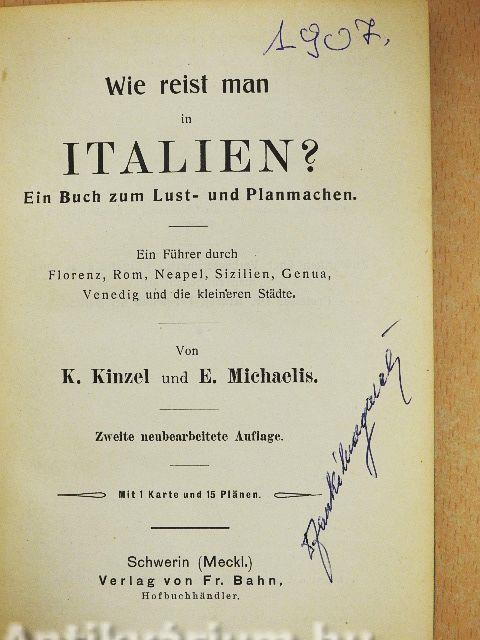 1907.
Wie reist man
in
ITALIEN?
Ein Buch zum Lust- und Planmachen.
Ein Führer durch
Florenz, Rom, Neapel, Sizilien, Genua,
Venedig und die kleineren Städte.
Von
K. Kinzel und E. Michaelis.
Zweite neubearbeitete Auflage.
Mit 1 Karte und 15 Plänen.
Schwerin (Meckl.)
Verlag von Fr. Bahn,
Hofbuchhändler.
Antikvárium.hu